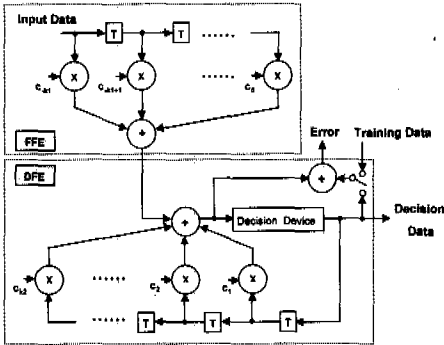 Input Data
T T ......
C-k1 X C-k1+1 X ...... C0 X
+
FFE
Error Training Data
DFE
+
+ Decision Device Decision
Data
Ck2 X ...... C2 X C1 X
...... T T T